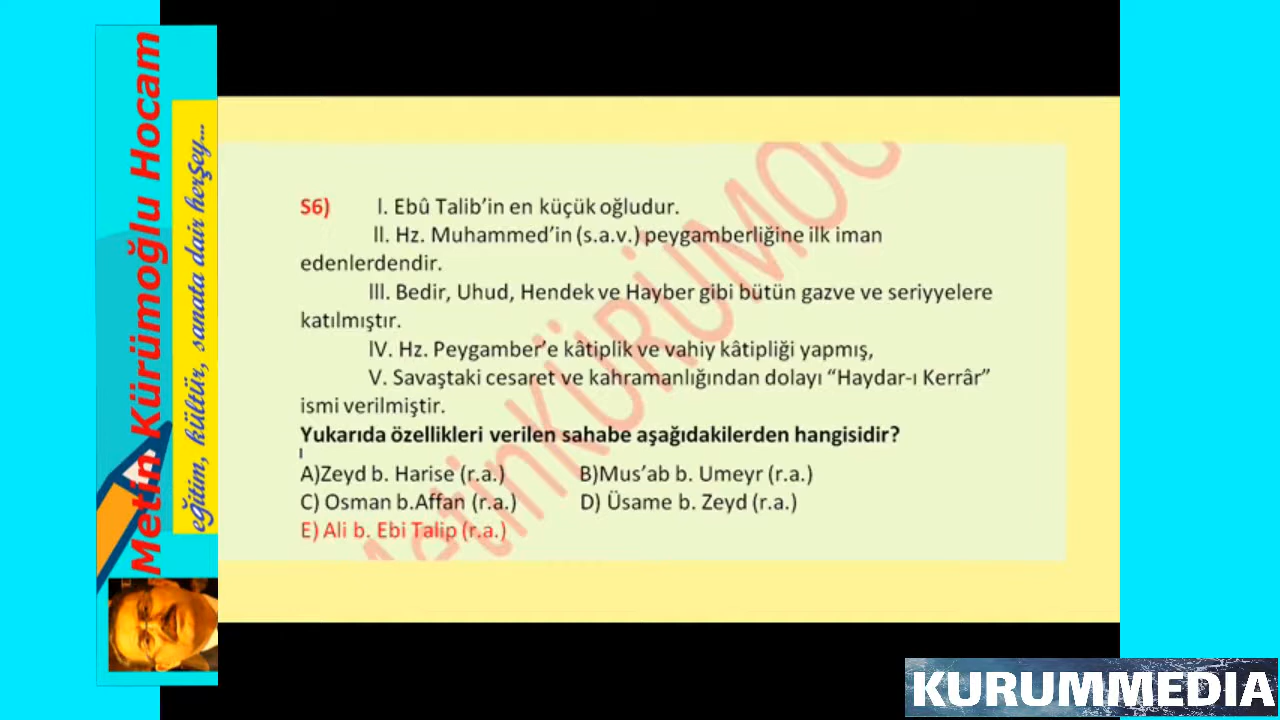 Metin Kürümoğlu Hocam
eğitim, kültür, sanata dair herşey...
S6) I. Ebû Talib’in en küçük oğludur.
II. Hz. Muhammed’in (s.a.v.) peygamberliğine ilk iman
edenlerdendir.
III. Bedir, Uhud, Hendek ve Hayber gibi bütün gazve ve seriyyelere
katılmıştır.
IV. Hz. Peygamber’e kâtiplik ve vahiy kâtipliği yapmış,
V. Savaştaki cesaret ve kahramanlığından dolayı “Haydar-ı Kerrâr”
ismi verilmiştir.
Yukarıda özellikleri verilen sahabe aşağıdakilerden hangisidir?
A)Zeyd b. Harise (r.a.) B)Mus’ab b. Umeyr (r.a.)
C) Osman b.Affan (r.a.) D) Üsame b. Zeyd (r.a.)
E) Ali b. Ebi Talip (r.a.)
MetinKÜRÜMOĞ
KURUMMEDIA